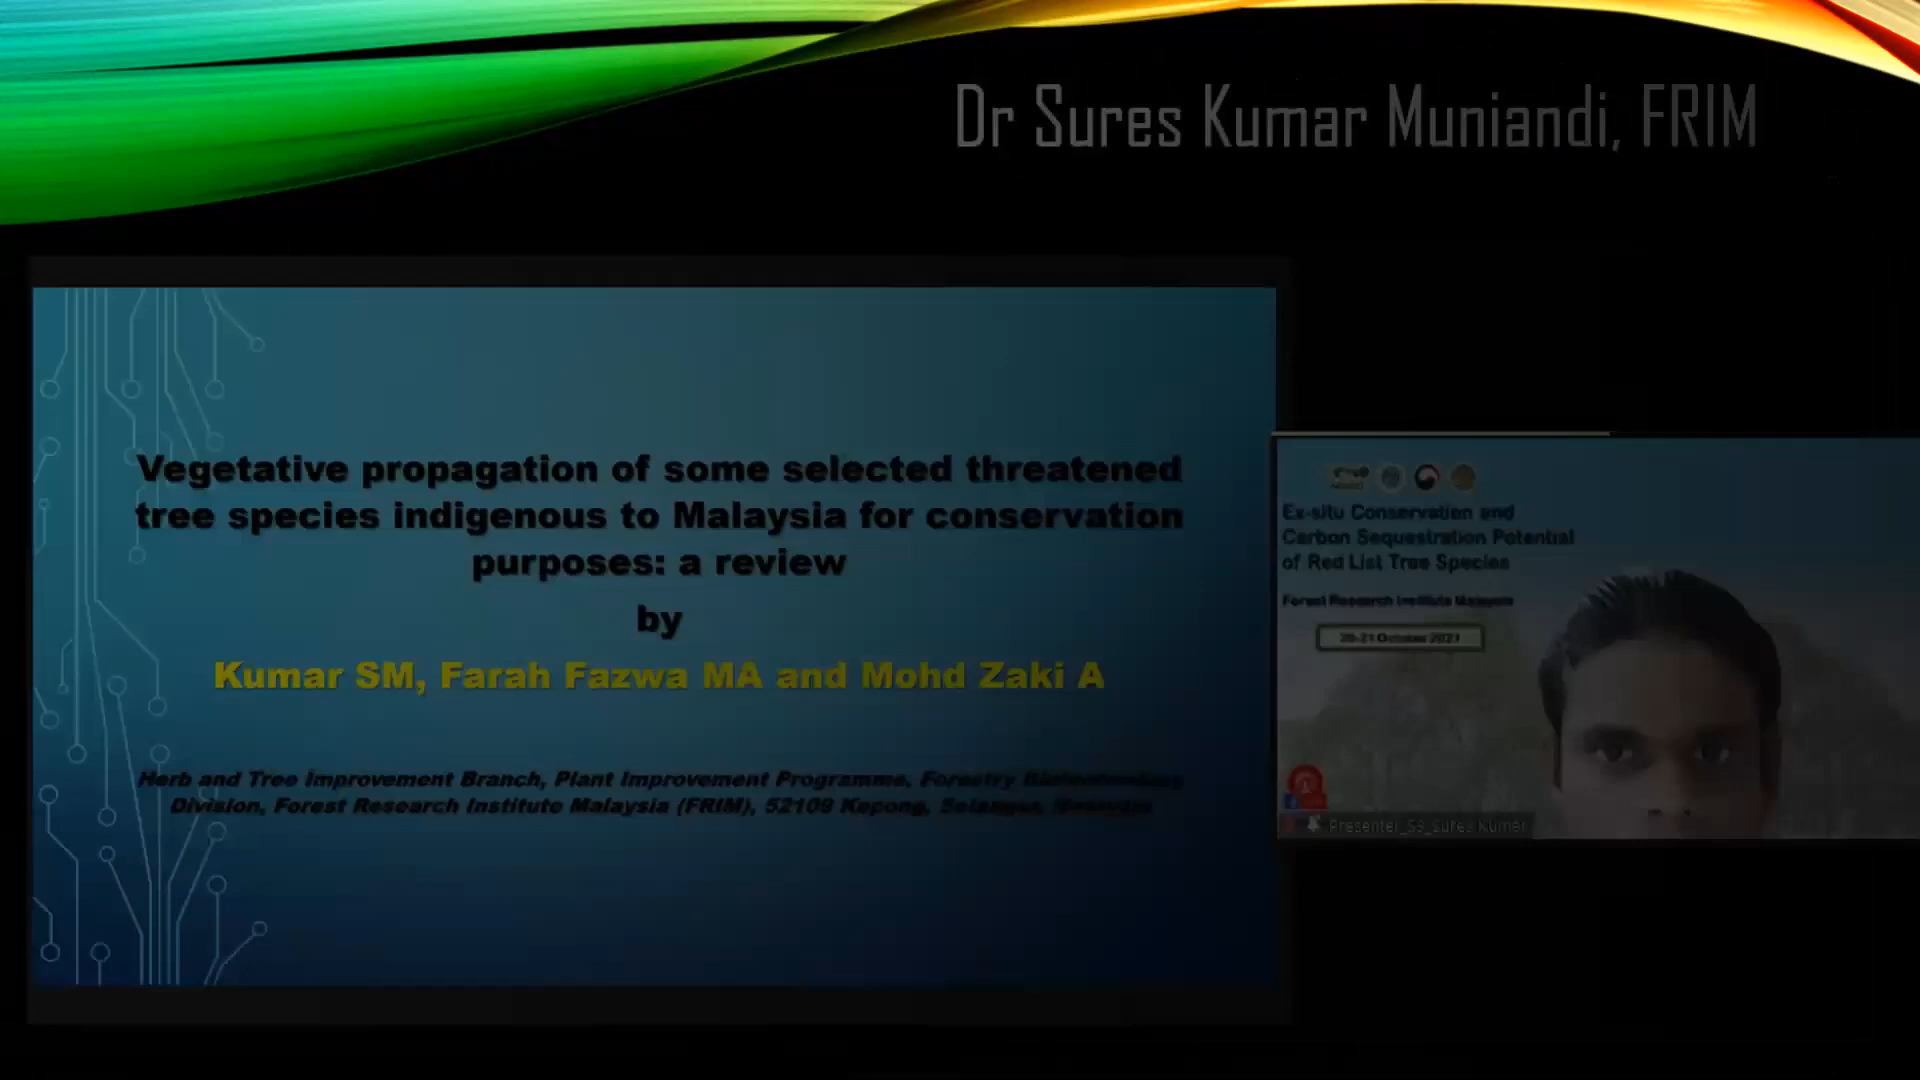 Dr Sures Kumar Muniandi, FRIM
Vegetative propagation of some selected threatened
tree species indigenous to Malaysia for conservation
purposes: a review
by
Kumar SM, Farah Fazwa MA and Mohd Zaki A
Herb and Tree Improvement Branch, Plant Improvement Programme, Forestry Biotechnology
Division, Forest Research Institute Malaysia (FRIM), 52109 Kepong, Selangor, Malaysia
Ex-situ Conservation and
Carbon Sequestration Potential
of Red List Tree Species
Forest Research Institute Malaysia
20-21 October 2021
Presenter_S3_Sures Kumar